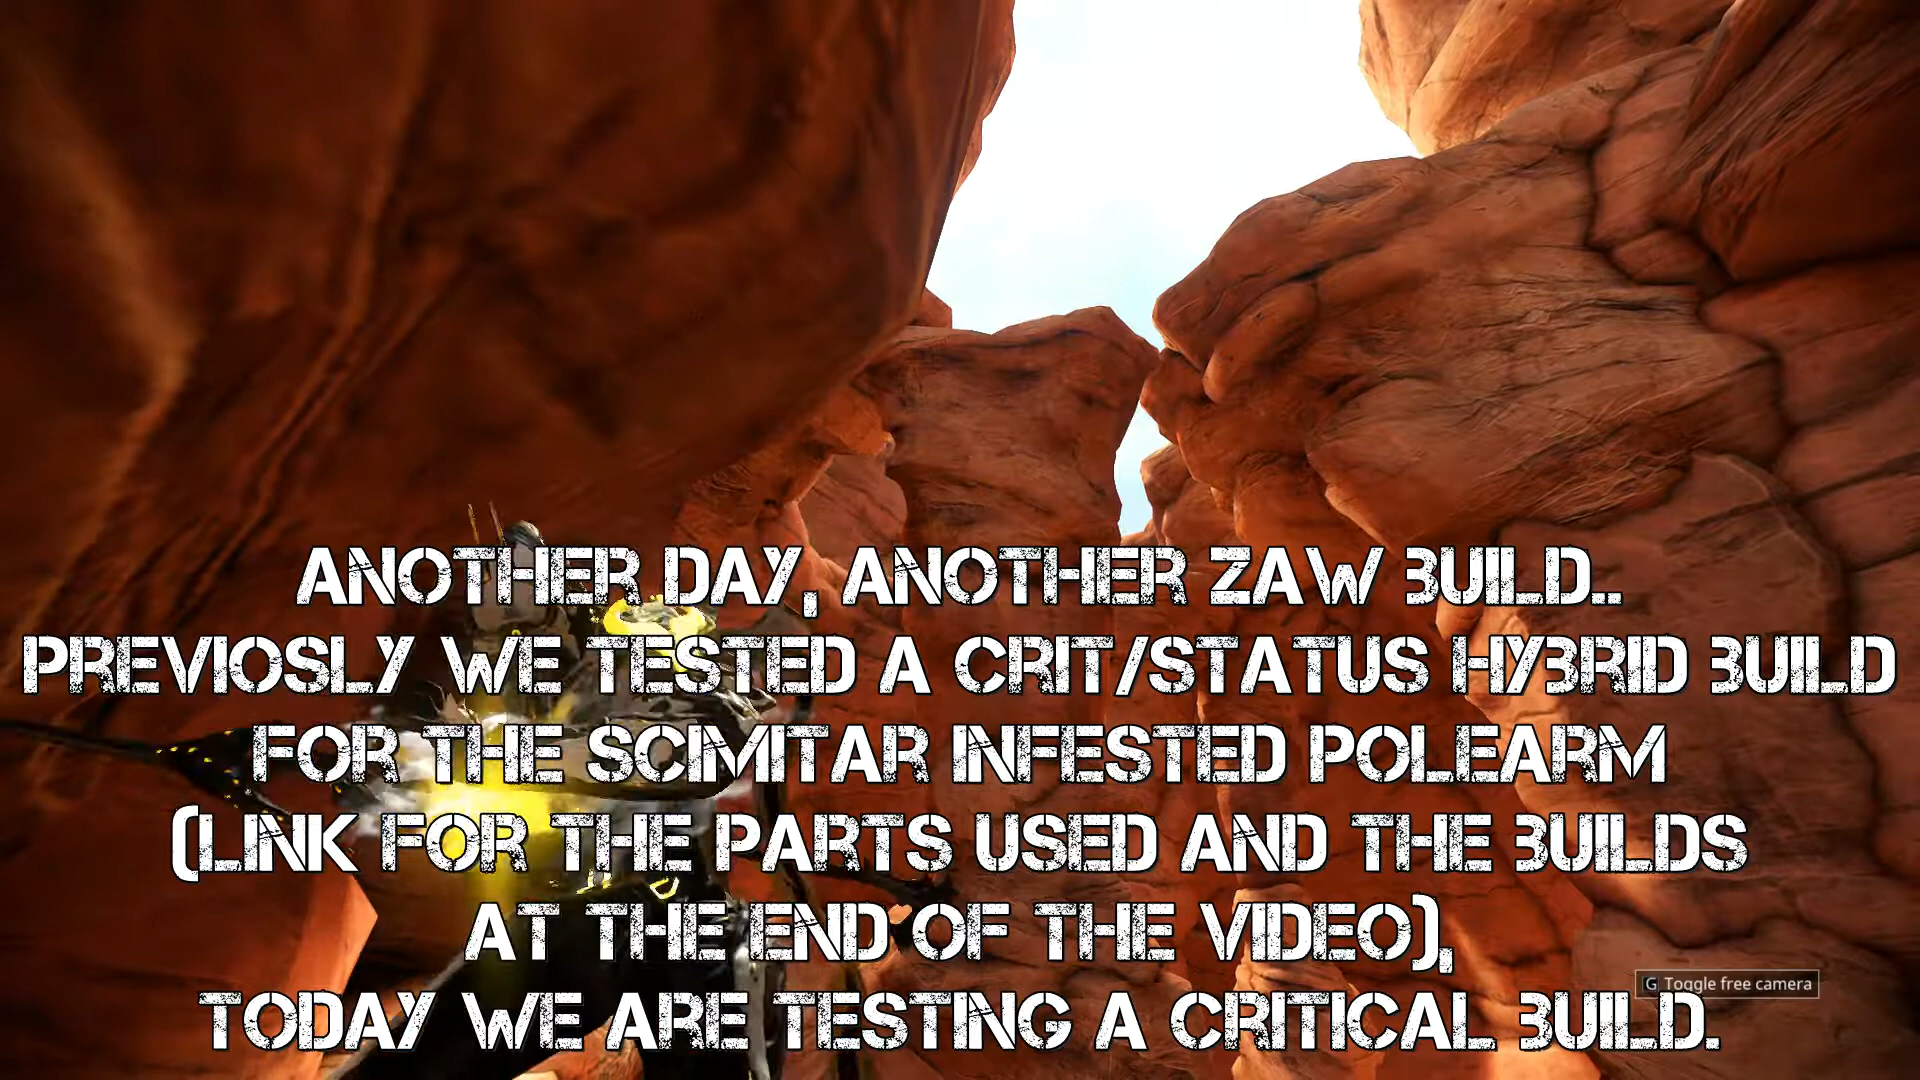 ANOTHER DAY, ANOTHER ZAW BUILD..
PREVIOSLY WE TESTED A CRIT/STATUS HYBRID BUILD
FOR THE SCIMITAR INFESTED POLEARM
(LINK FOR THE PARTS USED AND THE BUILDS
AT THE END OF THE VIDEO),
G Toggle free camera
TODAY WE ARE TESTING A CRITICAL BUILD.